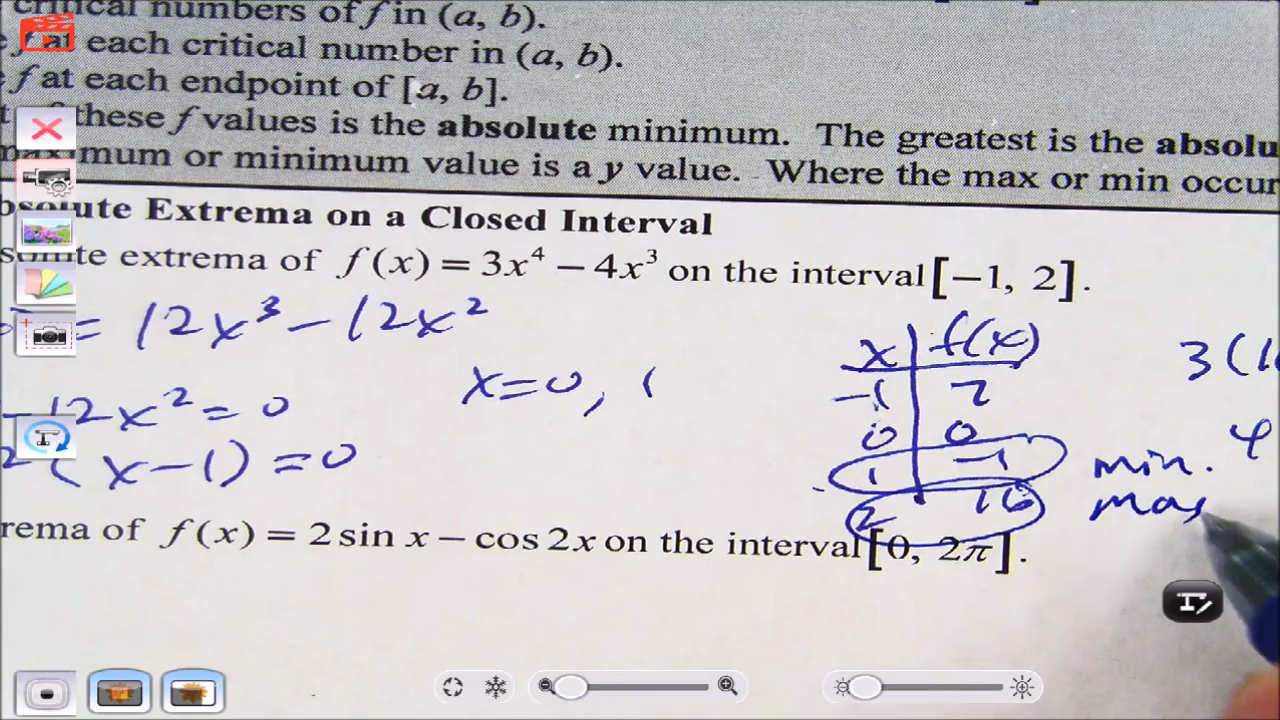 critical numbers of f in (a, b).
f at each critical number in (a, b).
f at each endpoint of [a, b].
these f values is the absolute minimum. The greatest is the absolu
maximum or minimum value is a y value. Where the max or min occur
bsolute Extrema on a Closed Interval
solute extrema of f(x) = 3x⁴ − 4x³ on the interval [−1, 2].
= 12x³ − 12x²
x | f(x)
3(1
−12x² = 0
x = 0, 1
−1 | 7
0 | 0
4
(x − 1) = 0
1 | −1 min.
2 | 16 max
rema of f(x) = 2 sin x − cos 2x on the interval [0, 2π].